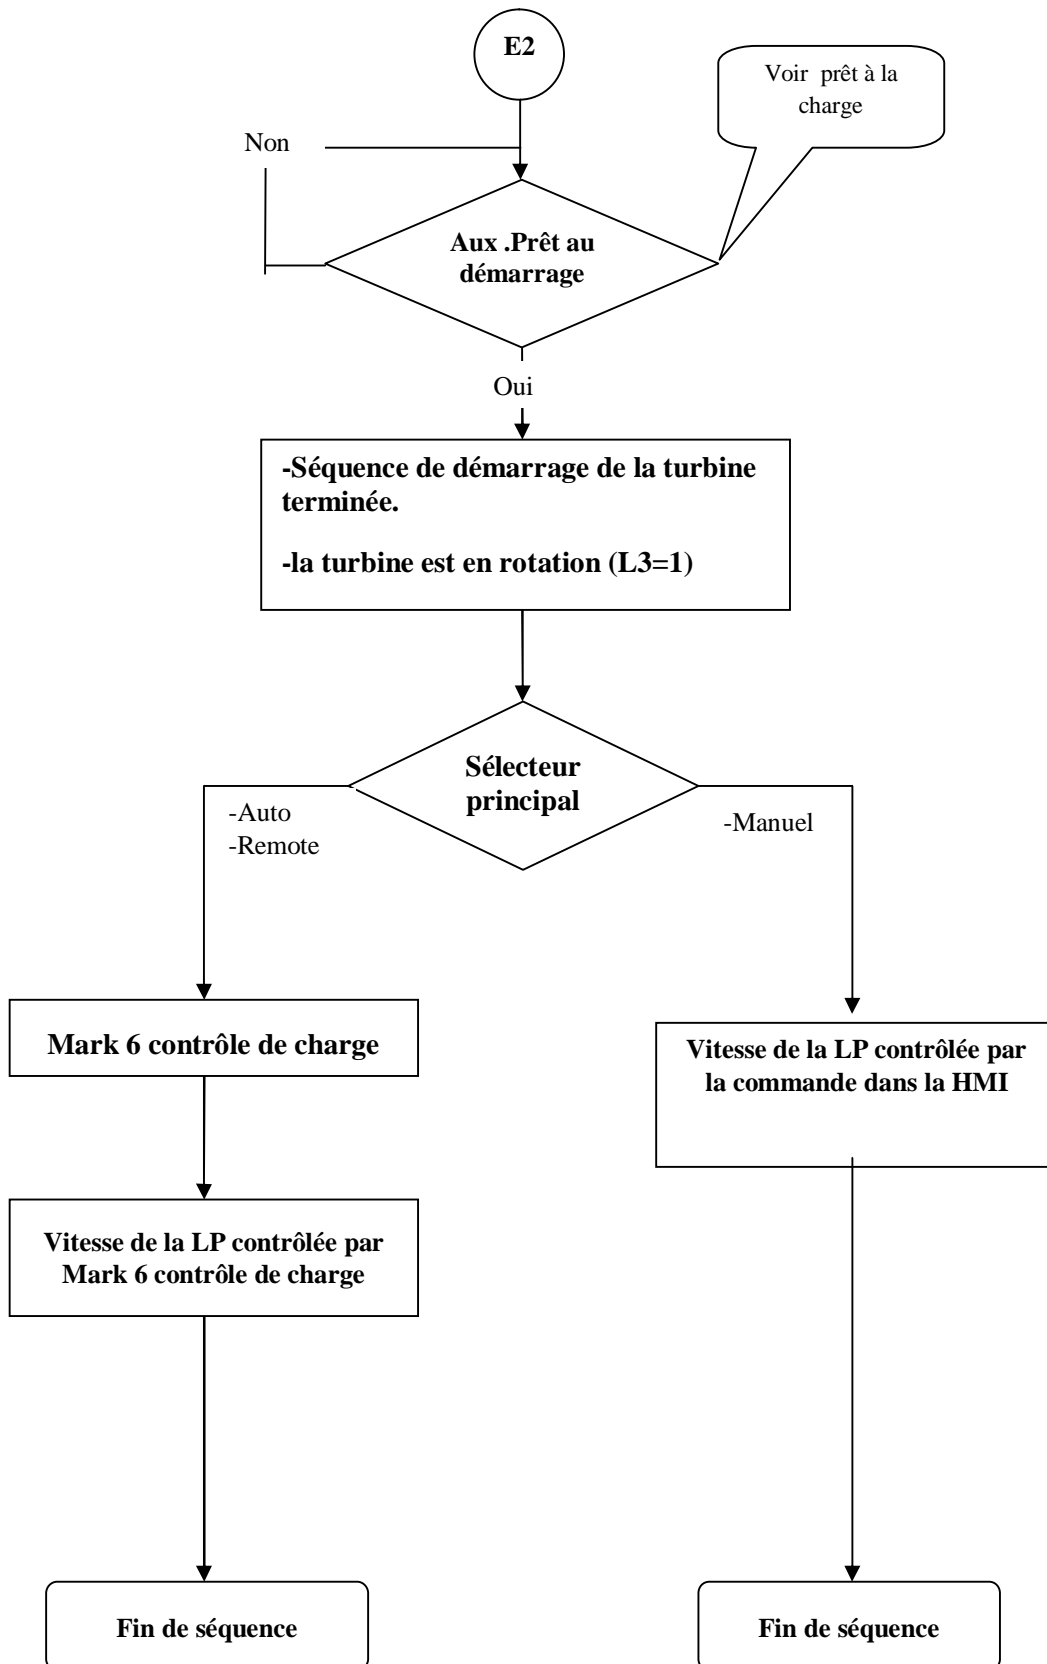 E2
Voir prêt à la
charge
Non
Aux .Prêt au
démarrage
Oui
-Séquence de démarrage de la turbine
terminée.
-la turbine est en rotation (L3=1)
Sélecteur
principal
-Auto
-Remote
-Manuel
Mark 6 contrôle de charge
Vitesse de la LP contrôlée par
la commande dans la HMI
Vitesse de la LP contrôlée par
Mark 6 contrôle de charge
Fin de séquence
Fin de séquence